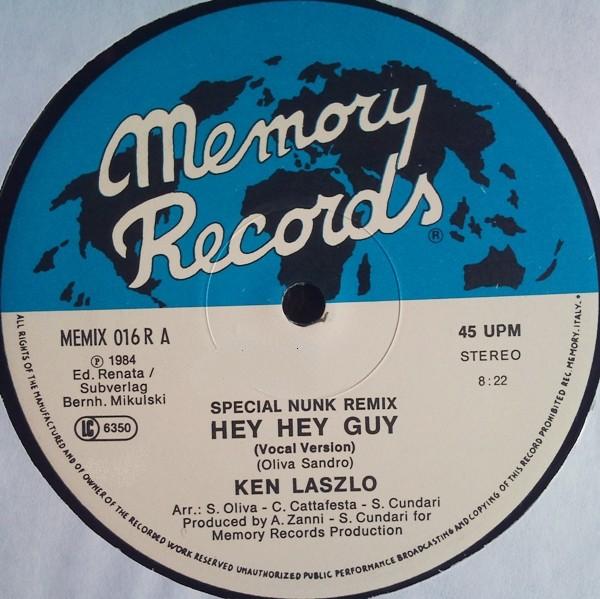 Memory
Records
®
MEMIX 016 R A
℗ 1984
Ed. Renata /
Subverlag
Bernh. Mikulski
LC 6350
45 UPM
STEREO
8:22
SPECIAL NUNK REMIX
HEY HEY GUY
(Vocal Version)
(Oliva Sandro)
KEN LASZLO
Arr.: S. Oliva - C. Cattafesta - S. Cundari
Produced by A. Zanni - S. Cundari for
Memory Records Production
ALL RIGHTS OF THE MANUFACTURED AND OF OWNER OF THE RECORDED WORK RESERVED UNAUTHORIZED PUBLIC PERFORMANCE BROADCASTING AND COPYING OF THIS RECORD PROHIBITED REC. MEMORY. ITALY. •